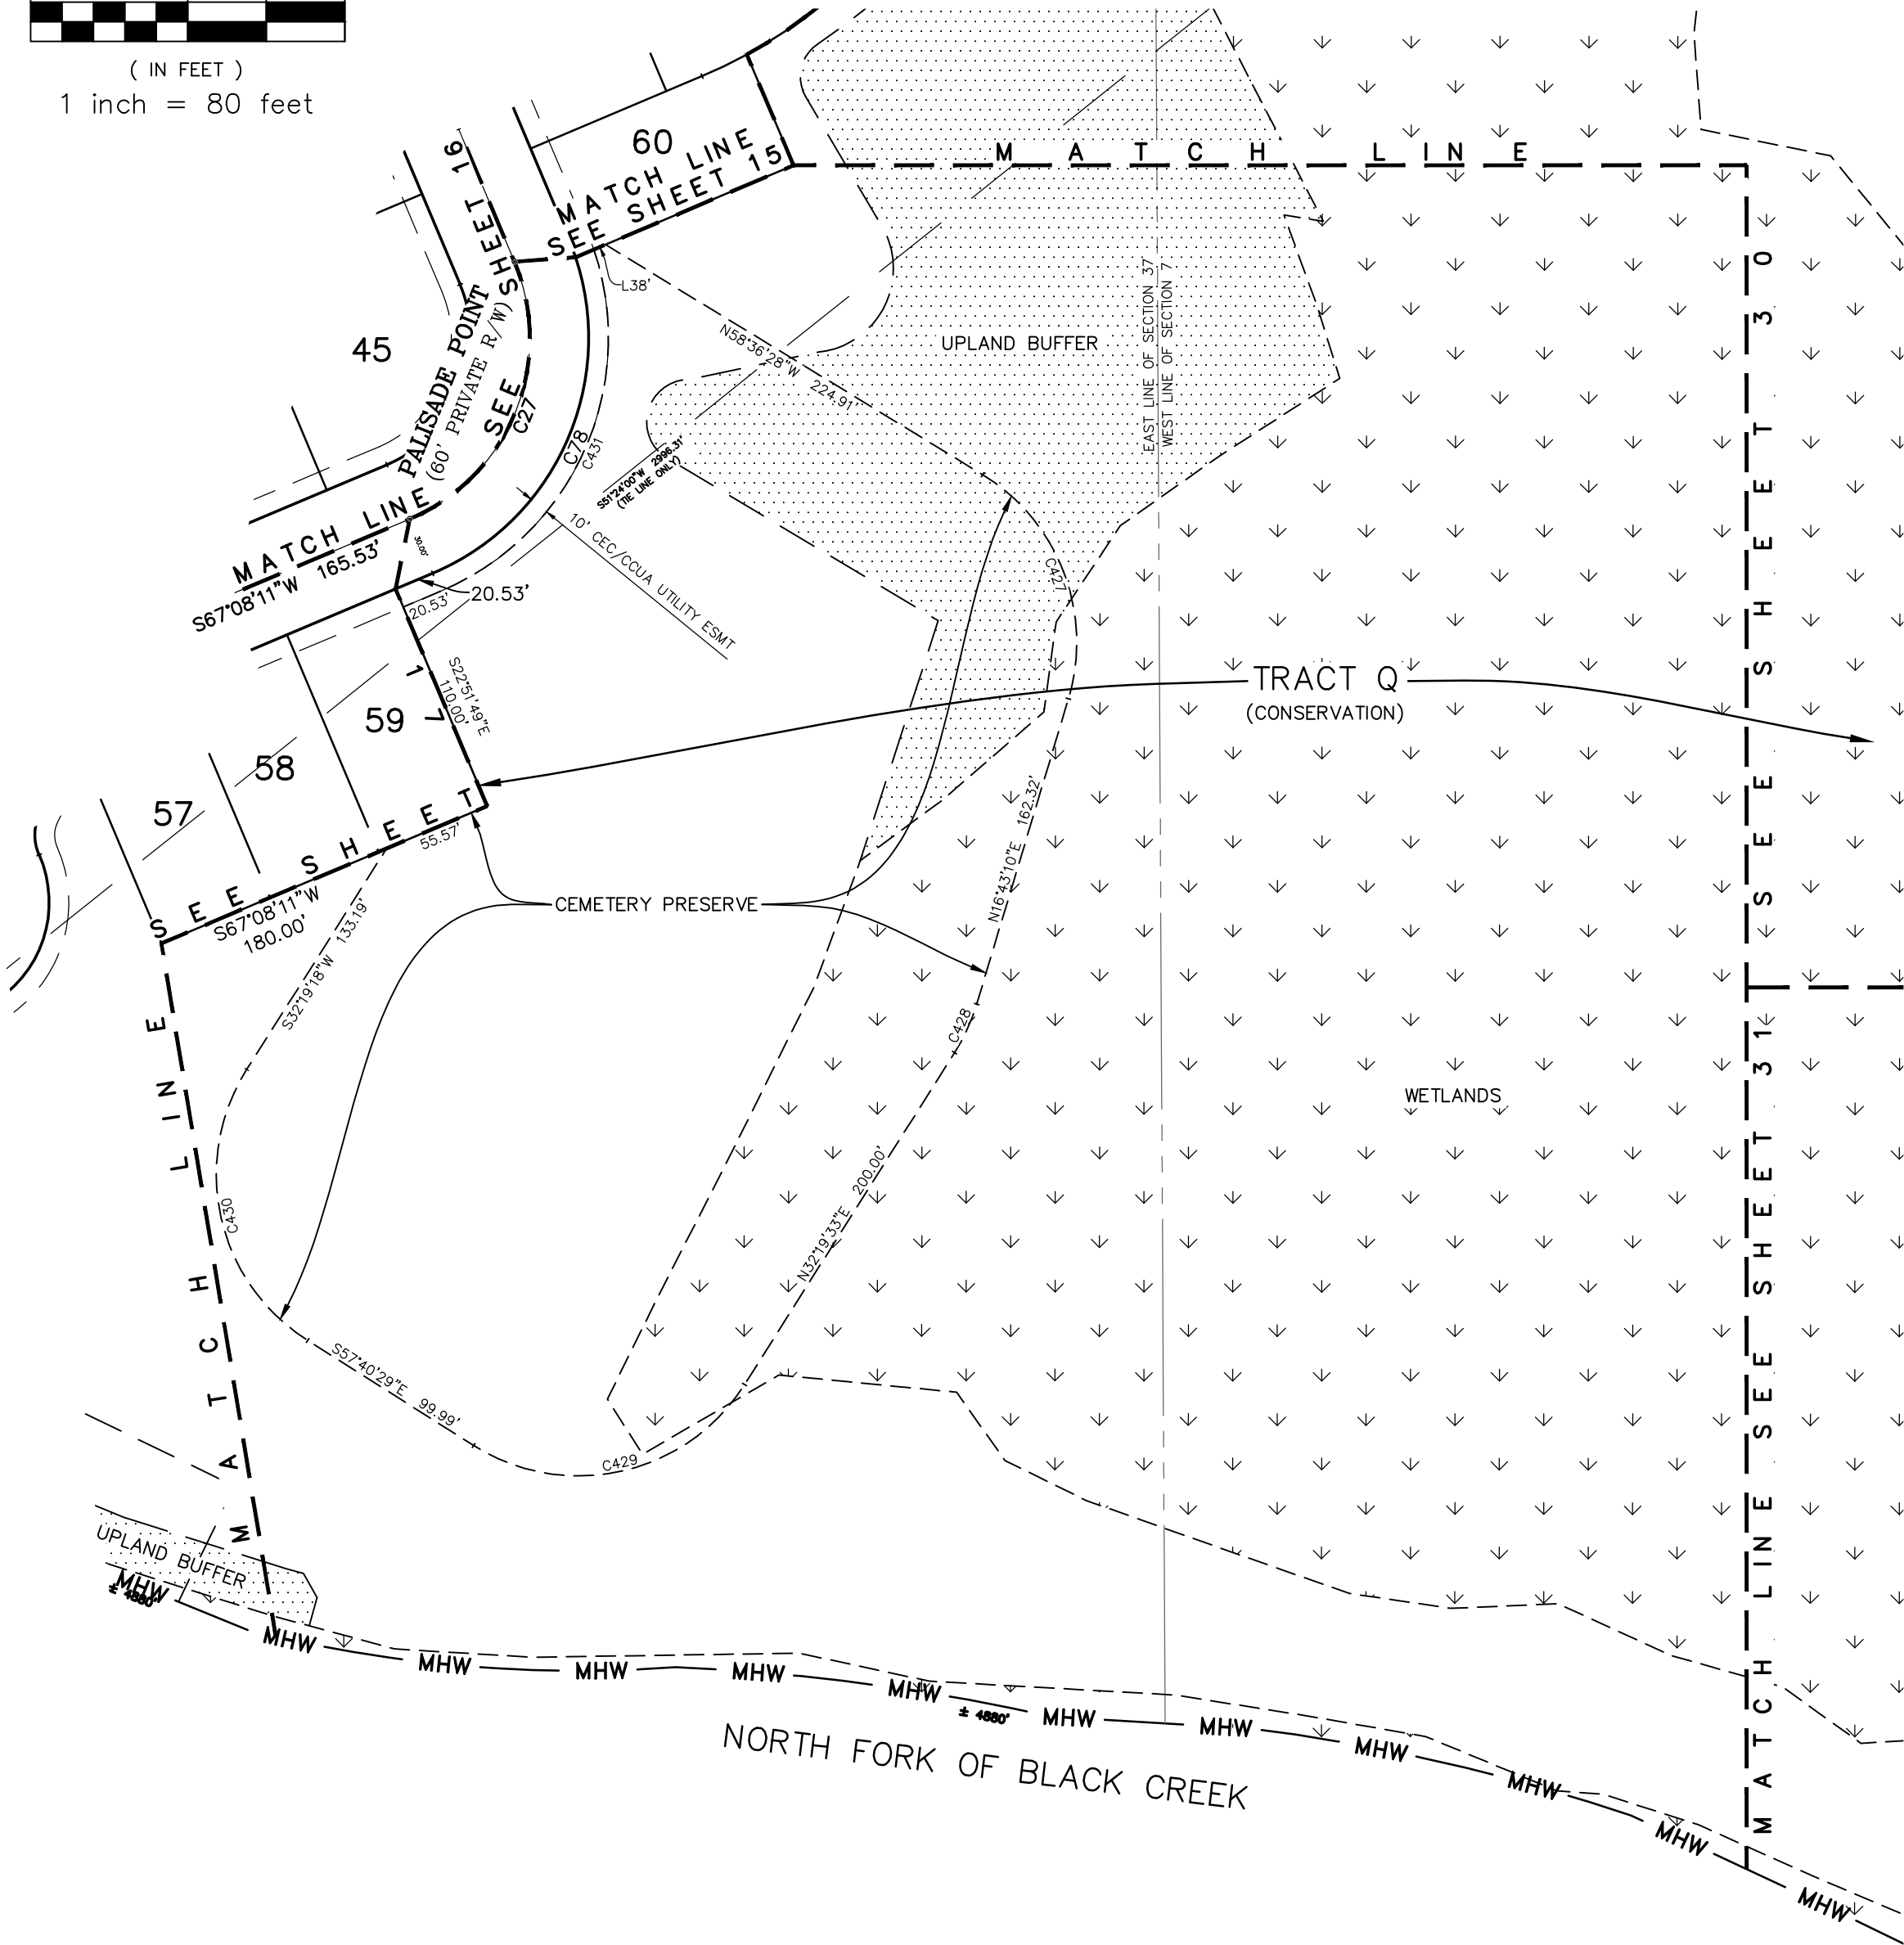 ( IN FEET )
1 inch = 80 feet
60
MATCH LINE
SEE SHEET 15
MATCH LINE
SEE SHEET 30
SEE SHEET 16
PALISADE POINT
(60' PRIVATE R/W)
45
C27
C78
C431
L38'
N58°36'28"W 224.91'
UPLAND BUFFER
EAST LINE OF SECTION 37
WEST LINE OF SECTION 7
S51°24'00"W 2996.31'
(TIE LINE ONLY)
10' CEC/CCUA UTILITY ESMT
MATCH LINE
S67°08'11"W 165.53'
30.00'
20.53'
20.53'
S22°51'49"E
110.00'
C427
TRACT Q
(CONSERVATION)
59
58
57
SEE SHEET 17
55.57'
S67°08'11"W
180.00'
S32°19'18"W 133.19'
CEMETERY PRESERVE
N16°43'10"E 162.32'
C428
WETLANDS
N32°19'33"E 200.00'
C430
S57°40'29"E 99.99'
C429
MATCH LINE
MATCH LINE SEE SHEET 31
UPLAND BUFFER
MHW
± 4880'
MHW
MHW
MHW
MHW
MHW
± 4880'
MHW
MHW
MHW
MHW
MHW
MHW
NORTH FORK OF BLACK CREEK